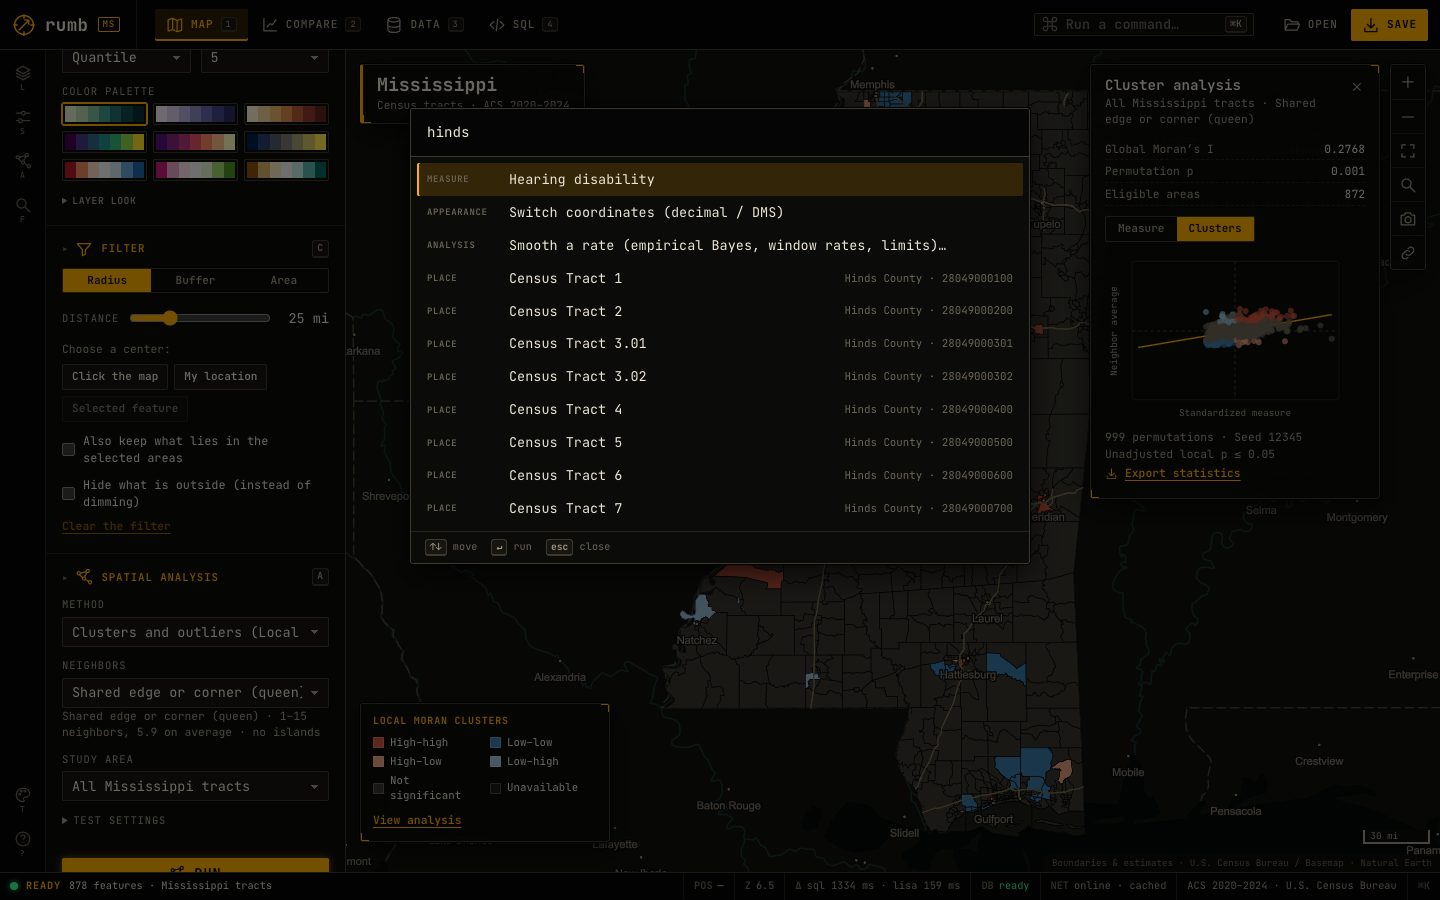 rumb MS
MAP 1
COMPARE 2
DATA 3
SQL 4
Run a command… ⌘K
OPEN
SAVE
L
S
A
F
T
?
Quantile
5
COLOR PALETTE
LAYER LOOK
FILTER C
Radius Buffer Area
DISTANCE 25 mi
Choose a center:
Click the map My location
Selected feature
Also keep what lies in the
selected areas
Hide what is outside (instead of
dimming)
Clear the filter
SPATIAL ANALYSIS A
METHOD
Clusters and outliers (Local
NEIGHBORS
Shared edge or corner (queen)
Shared edge or corner (queen) · 1–15
neighbors, 5.9 on average · no islands
STUDY AREA
All Mississippi tracts
TEST SETTINGS
RUN
Mississippi
Census tracts · ACS 2020–2024
hinds
MEASURE Hearing disability
APPEARANCE Switch coordinates (decimal / DMS)
ANALYSIS Smooth a rate (empirical Bayes, window rates, limits)…
PLACE Census Tract 1 Hinds County · 28049000100
PLACE Census Tract 2 Hinds County · 28049000200
PLACE Census Tract 3.01 Hinds County · 28049000301
PLACE Census Tract 3.02 Hinds County · 28049000302
PLACE Census Tract 4 Hinds County · 28049000400
PLACE Census Tract 5 Hinds County · 28049000500
PLACE Census Tract 6 Hinds County · 28049000600
PLACE Census Tract 7 Hinds County · 28049000700
↑↓ move ↵ run esc close
Memphis
upelo
arkana
Shrevepo
eridian
Selma
Montgomery
Laurel
Natchez
Hattiesburg
Alexandria
Enterprise
Mobile
Crestview
Pensacola
Baton Rouge
Gulfport
Slidell
Lafayette
mont
Panam
LOCAL MORAN CLUSTERS
High-high Low-low
High-low Low-high
Not
significant
Unavailable
View analysis
Cluster analysis
All Mississippi tracts · Shared
edge or corner (queen)
Global Moran's I 0.2768
Permutation p 0.001
Eligible areas 872
Measure Clusters
Neighbor average
Standardized measure
999 permutations · Seed 12345
Unadjusted local p ≤ 0.05
Export statistics
30 mi
Boundaries & estimates · U.S. Census Bureau / Basemap · Natural Earth
READY 878 features · Mississippi tracts
POS —
Z 6.5
Δ sql 1334 ms · lisa 159 ms
DB ready
NET online · cached
ACS 2020–2024 · U.S. Census Bureau
⌘K